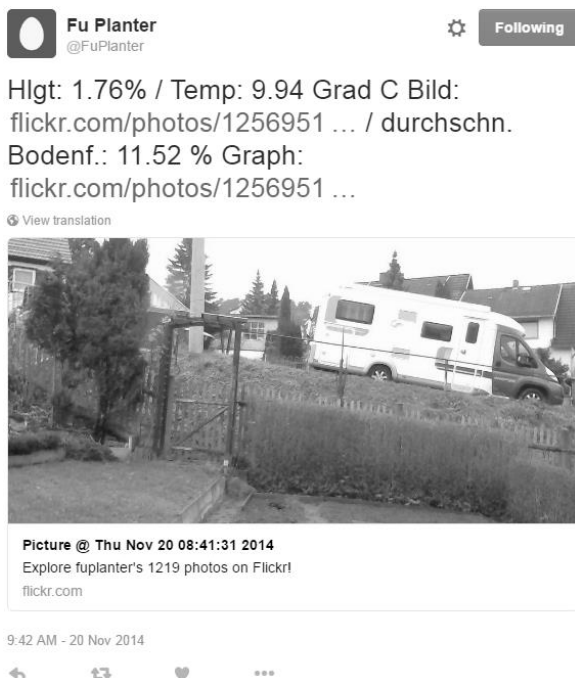 Fu Planter
@FuPlanter
Following
Hlgt: 1.76% / Temp: 9.94 Grad C Bild:
flickr.com/photos/1256951 … / durchschn.
Bodenf.: 11.52 % Graph:
flickr.com/photos/1256951 …
View translation
Picture @ Thu Nov 20 08:41:31 2014
Explore fuplanter's 1219 photos on Flickr!
flickr.com
9:42 AM - 20 Nov 2014